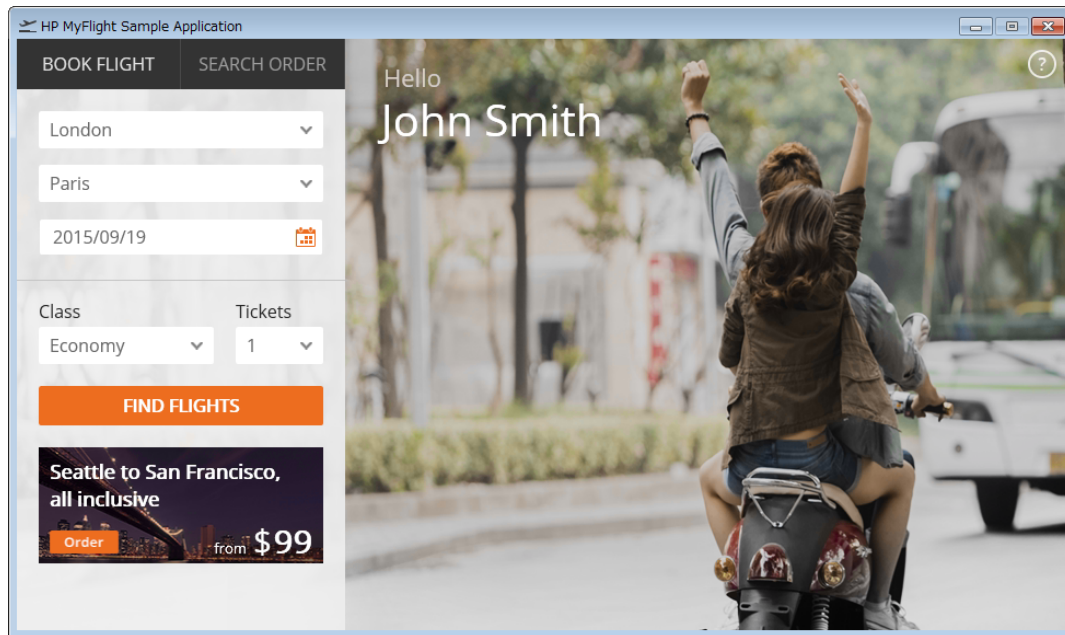 HP MyFlight Sample Application
BOOK FLIGHT
SEARCH ORDER
London
Paris
2015/09/19
Class
Tickets
Economy
1
FIND FLIGHTS
Seattle to San Francisco,
all inclusive
Order
from $99
Hello
John Smith
?